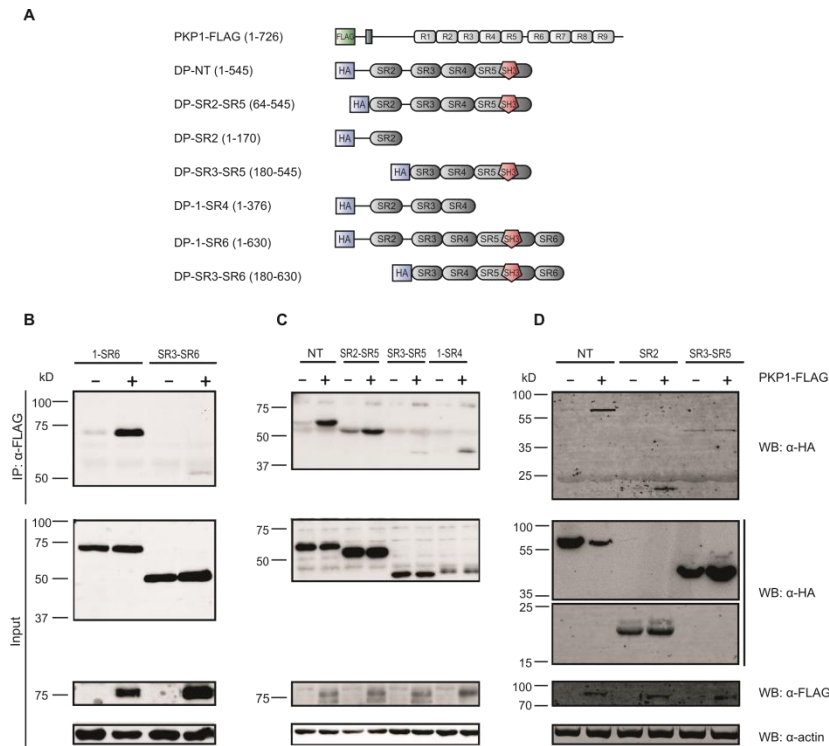 A
PKP1-FLAG (1-726)
FLAG R1 R2 R3 R4 R5 R6 R7 R8 R9
DP-NT (1-545)
HA SR2 SR3 SR4 SR5 SH3
DP-SR2-SR5 (64-545)
HA SR2 SR3 SR4 SR5 SH3
DP-SR2 (1-170)
HA SR2
DP-SR3-SR5 (180-545)
HA SR3 SR4 SR5 SH3
DP-1-SR4 (1-376)
HA SR2 SR3 SR4
DP-1-SR6 (1-630)
HA SR2 SR3 SR4 SR5 SH3 SR6
DP-SR3-SR6 (180-630)
HA SR3 SR4 SR5 SH3 SR6
B
1-SR6 SR3-SR6
kD − + − +
100
75
50
IP: α-FLAG
100
75
50
37
75
Input
C
NT SR2-SR5 SR3-SR5 1-SR4
− + − + − + − +
75
50
37
75
50
75
D
NT SR2 SR3-SR5
kD − + − + − + PKP1-FLAG
100
55
35
25
WB: α-HA
100
55
35
25
15
WB: α-HA
100
70
WB: α-FLAG
WB: α-actin